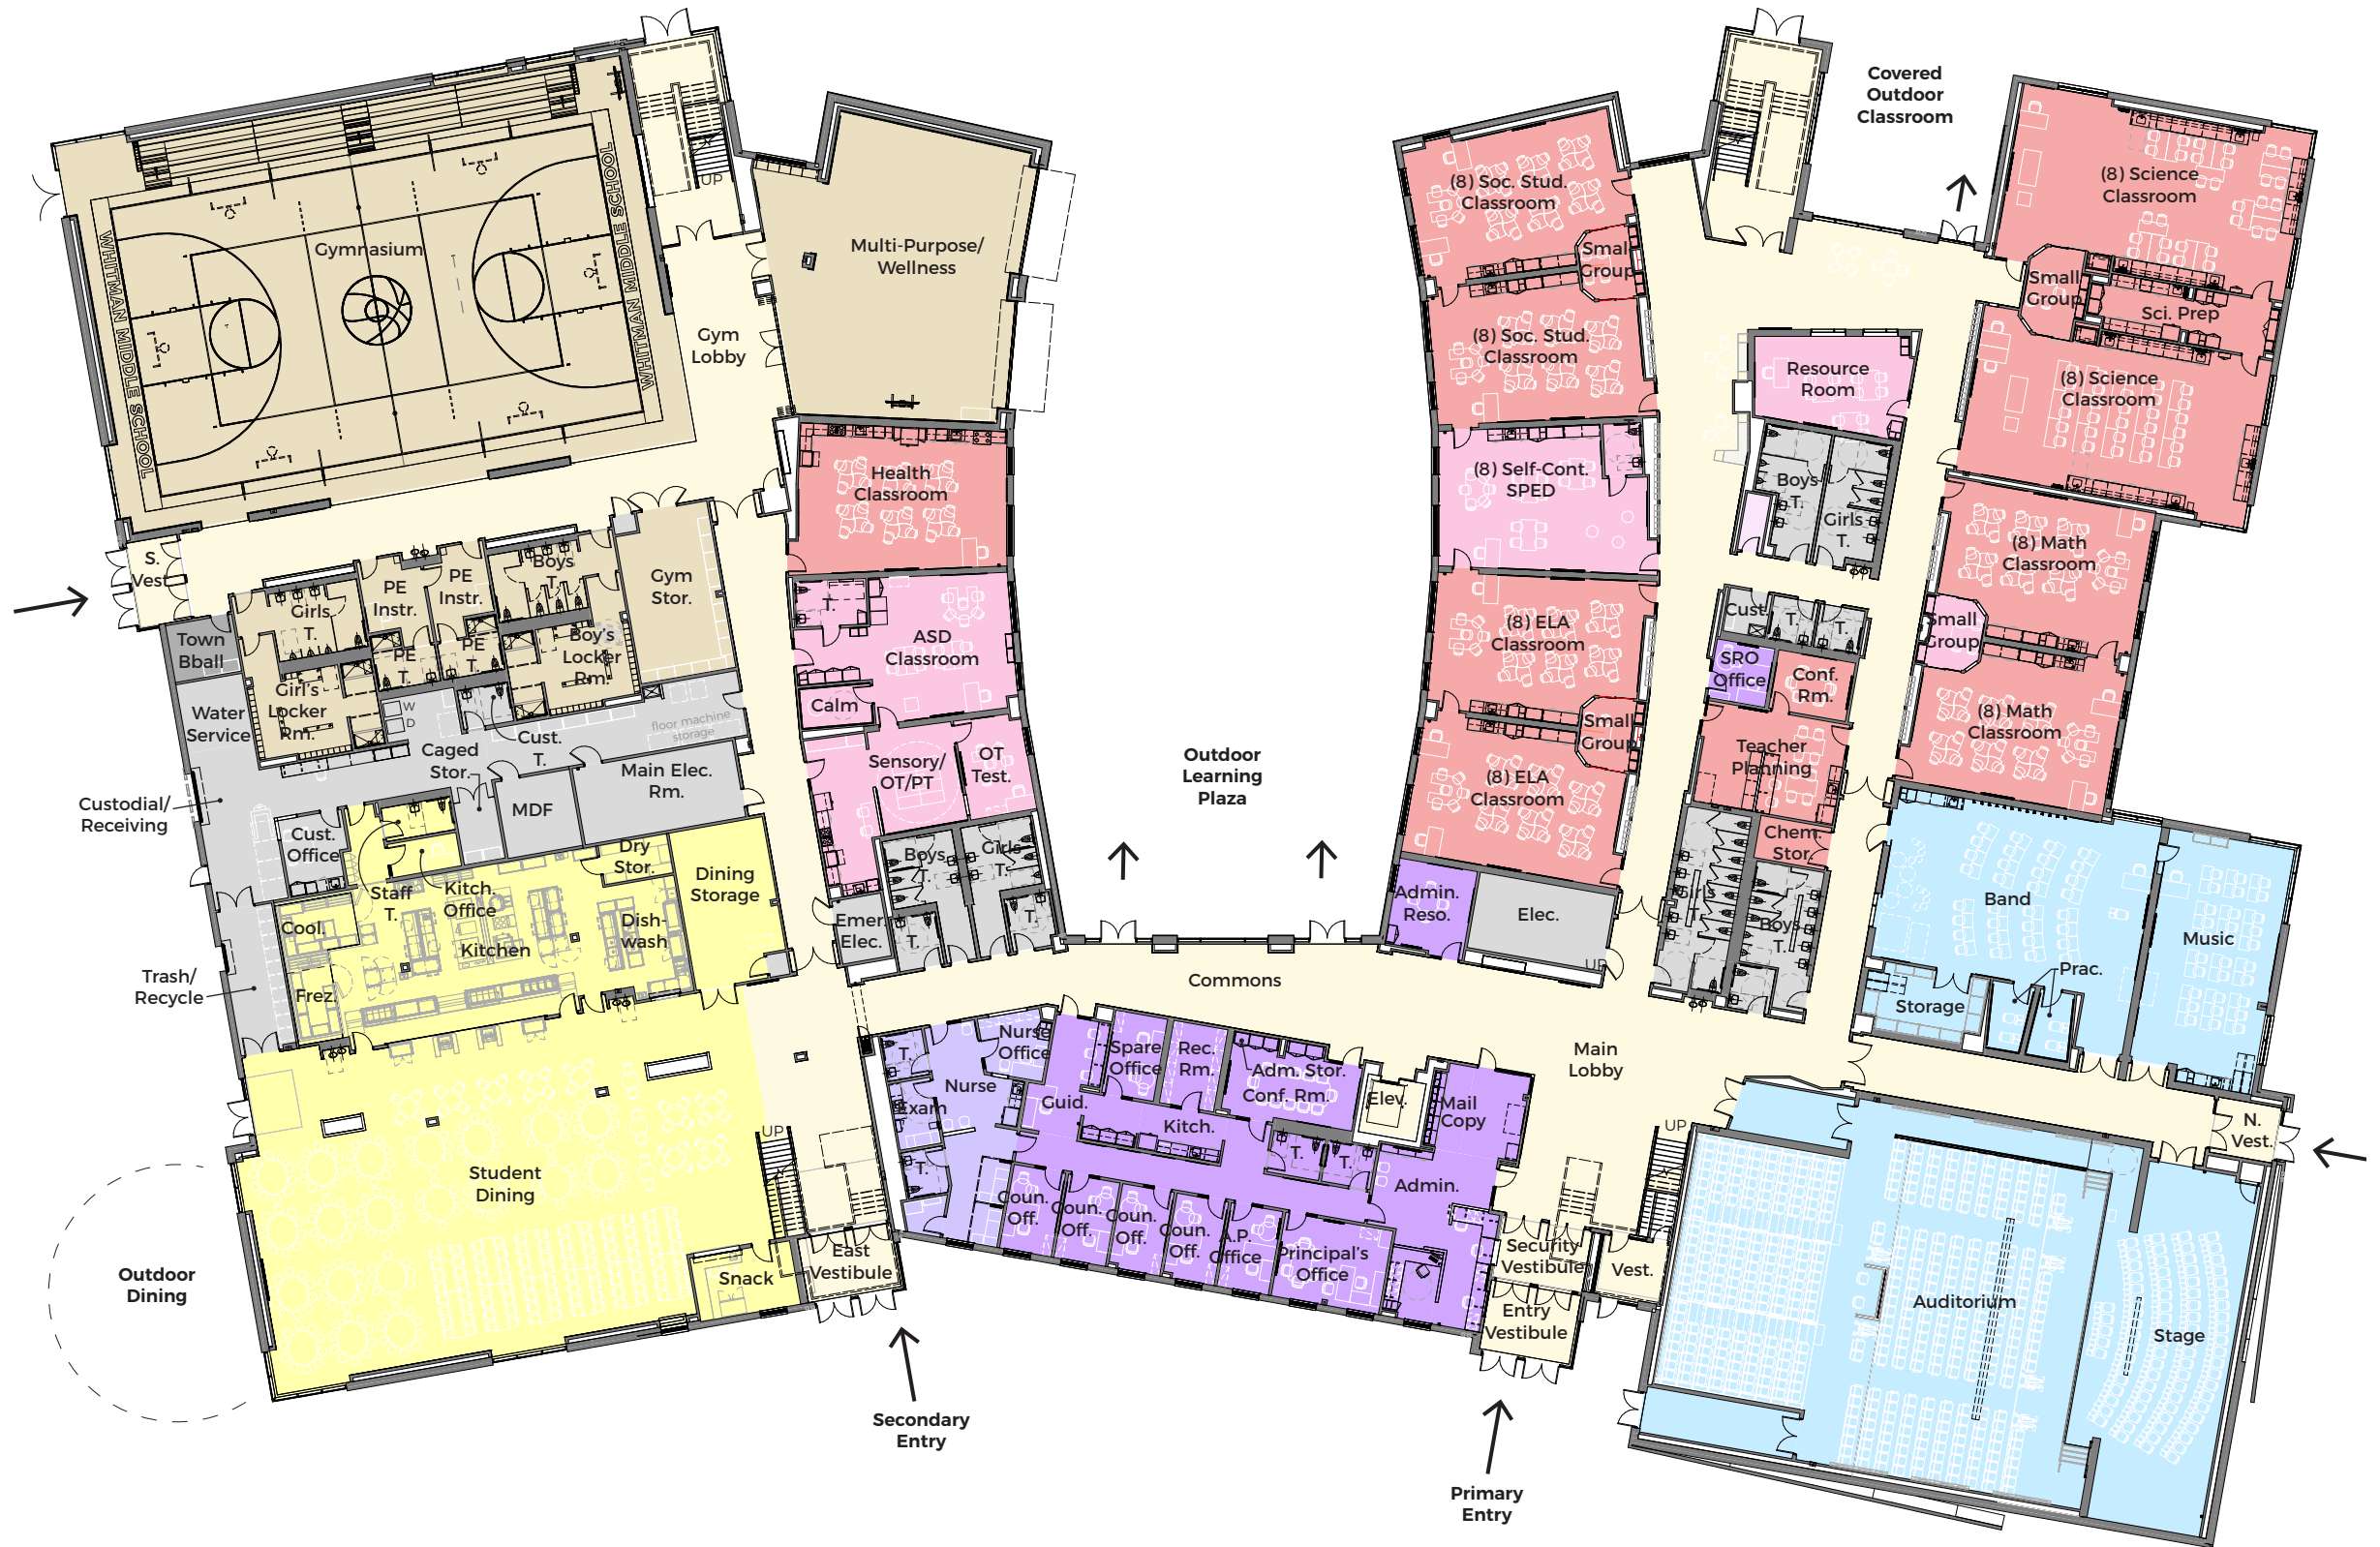 WHITMAN MIDDLE SCHOOL
Gymnasium
WHITMAN MIDDLE SCHOOL
UP
Gym
Lobby
Multi-Purpose/
Wellness
Health
Classroom
S.
Vest.
Town
Bball
Girls
T.
PE
Instr.
PE
Instr.
Boys
T.
Gym
Stor.
PE
T.
PE
T.
Boy's
Locker
Rm.
Girl's
Locker
Rm.
Water
Service
W
D
Caged
Stor.
Cust.
T.
floor machine
storage
Main Elec.
Rm.
MDF
Custodial/
Receiving
Cust.
Office
Trash/
Recycle
Staff
T.
Kitch.
Office
Dry
Stor.
Dining
Storage
Cool.
Frez.
Kitchen
Dish-
wash
T.
ASD
Classroom
Calm
Sensory/
OT/PT
OT
Test.
Boys
T.
Girls
T.
T.
T.
Emer.
Elec.
Student
Dining
Outdoor
Dining
UP
Snack
East
Vestibule
Secondary
Entry
Outdoor
Learning
Plaza
Commons
T.
Nurse
Office
Nurse
Exam
T.
Guid.
Spare
Office
Rec.
Rm.
Adm. Stor.
Conf. Rm.
Kitch.
Elev.
Mail
Copy
T.
T.
Admin.
Coun.
Off.
Coun.
Off.
Coun.
Off.
Coun.
Off.
A.P.
Office
Principal's
Office
Security
Vestibule
Entry
Vestibule
Vest.
Primary
Entry
Main
Lobby
UP
(8) Soc. Stud.
Classroom
Small
Group
(8) Soc. Stud.
Classroom
(8) Self-Cont.
SPED
(8) ELA
Classroom
Small
Group
(8) ELA
Classroom
Admin.
Reso.
Elec.
UP
Covered
Outdoor
Classroom
(8) Science
Classroom
Small
Group
Sci. Prep
(8) Science
Classroom
Resource
Room
Boys
T.
Girls
T.
Cust.
T.
T.
SRO
Office
Conf.
Rm.
Teacher
Planning
Chem.
Stor.
Girls
T.
Boys
T.
(8) Math
Classroom
Small
Group
(8) Math
Classroom
Band
Music
Prac.
Storage
N.
Vest.
Auditorium
Stage